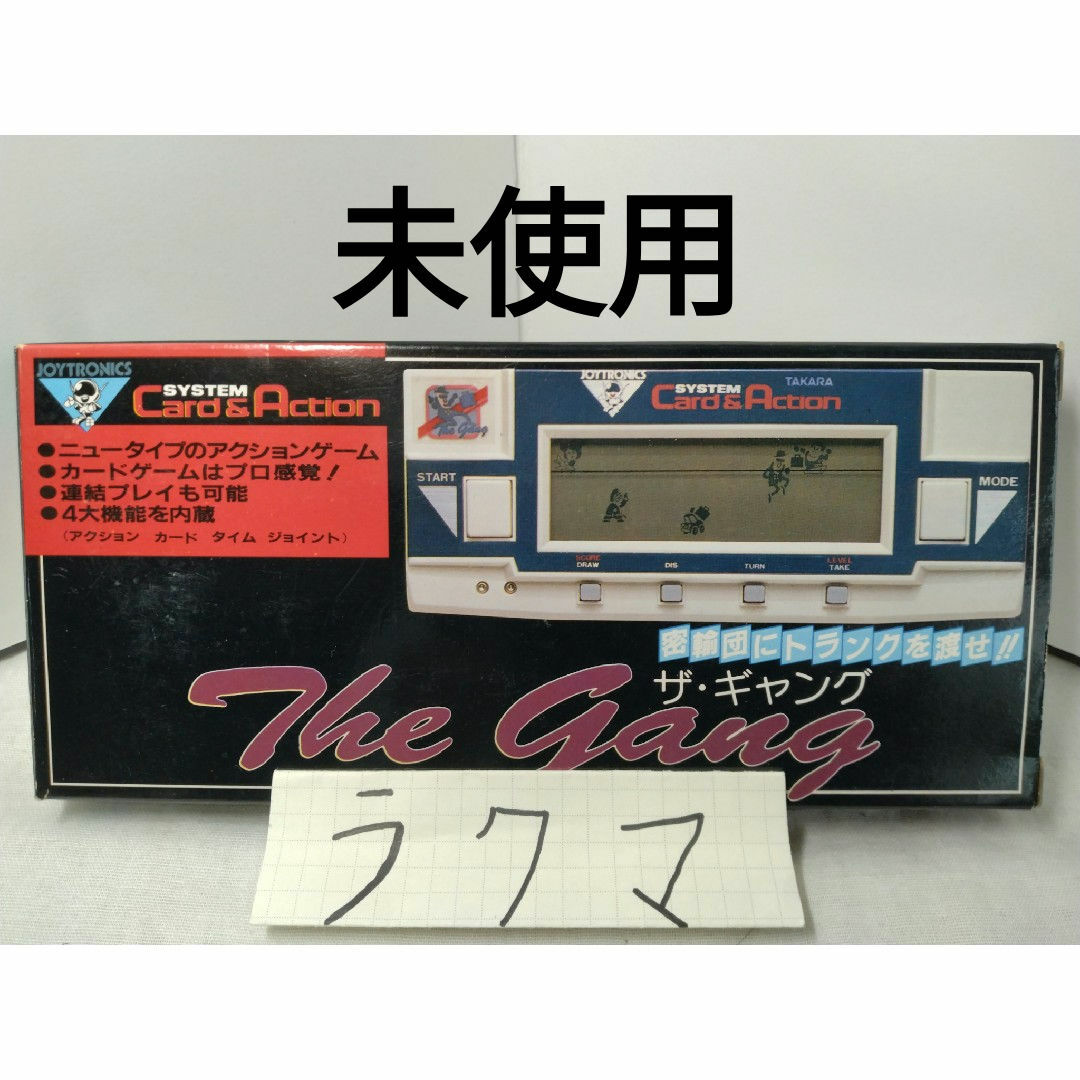 未使用
JOYTRONICS
SYSTEM
Card & Action
●ニュータイプのアクションゲーム
●カードゲームはプロ感覚!
●連結プレイも可能
●4大機能を内蔵
(アクション カード タイム ジョイント)
The Gang
JOYTRONICS
SYSTEM
Card & Action
TAKARA
START
MODE
SCORE
DRAW
DIS
TURN
LEVEL
TAKE
密輸団にトランクを渡せ!!
ザ・ギャング
The Gang
ラクマ